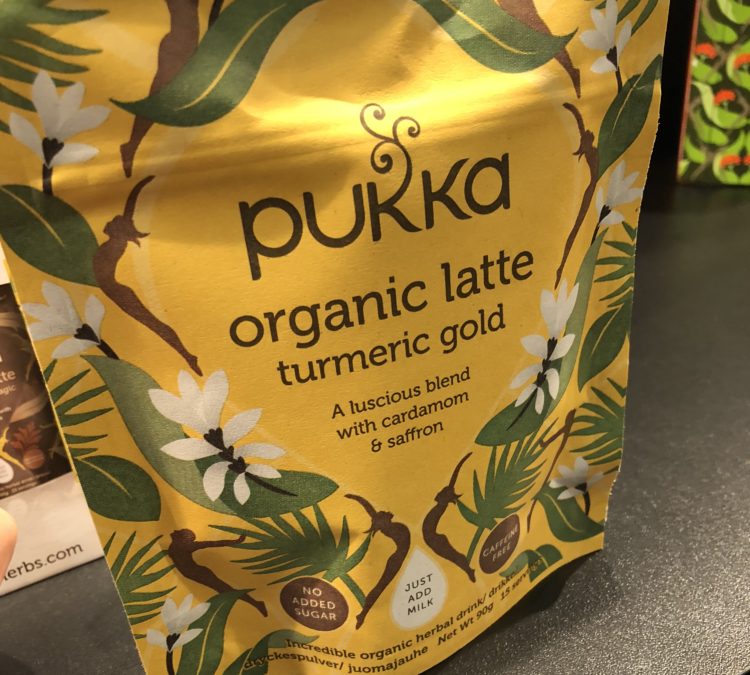 pukka
organic latte
turmeric gold
A luscious blend
with cardamom
& saffron
NO
ADDED
SUGAR
JUST
ADD
MILK
CAFFEINE
FREE
Incredible organic herbal drink/
dryckespulver/ juomajauhe Net Wt 90g 15
herbs.com